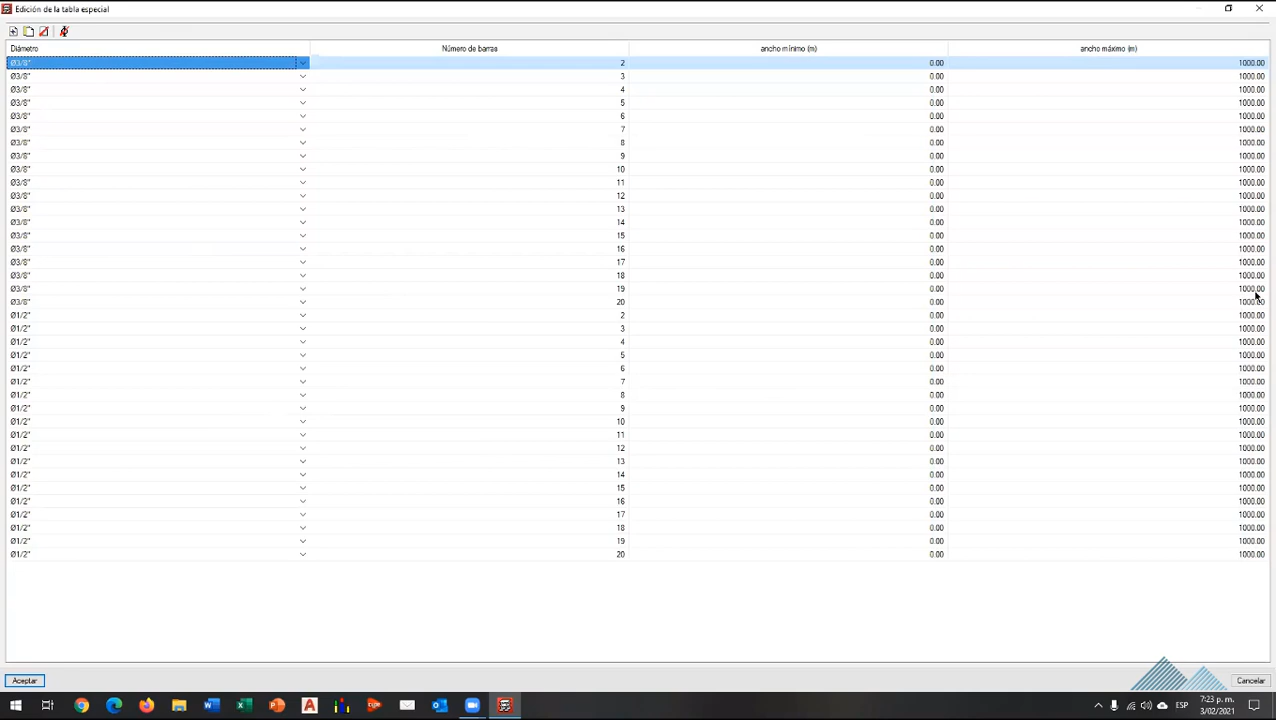 Edición de la tabla especial
Diámetro Número de barras ancho mínimo (m) ancho máximo (m)
Ø3/8" 2 0.00 1000.00
Ø3/8" 3 0.00 1000.00
Ø3/8" 4 0.00 1000.00
Ø3/8" 5 0.00 1000.00
Ø3/8" 6 0.00 1000.00
Ø3/8" 7 0.00 1000.00
Ø3/8" 8 0.00 1000.00
Ø3/8" 9 0.00 1000.00
Ø3/8" 10 0.00 1000.00
Ø3/8" 11 0.00 1000.00
Ø3/8" 12 0.00 1000.00
Ø3/8" 13 0.00 1000.00
Ø3/8" 14 0.00 1000.00
Ø3/8" 15 0.00 1000.00
Ø3/8" 16 0.00 1000.00
Ø3/8" 17 0.00 1000.00
Ø3/8" 18 0.00 1000.00
Ø3/8" 19 0.00 1000.00
Ø3/8" 20 0.00 1000.00
Ø1/2" 2 0.00 1000.00
Ø1/2" 3 0.00 1000.00
Ø1/2" 4 0.00 1000.00
Ø1/2" 5 0.00 1000.00
Ø1/2" 6 0.00 1000.00
Ø1/2" 7 0.00 1000.00
Ø1/2" 8 0.00 1000.00
Ø1/2" 9 0.00 1000.00
Ø1/2" 10 0.00 1000.00
Ø1/2" 11 0.00 1000.00
Ø1/2" 12 0.00 1000.00
Ø1/2" 13 0.00 1000.00
Ø1/2" 14 0.00 1000.00
Ø1/2" 15 0.00 1000.00
Ø1/2" 16 0.00 1000.00
Ø1/2" 17 0.00 1000.00
Ø1/2" 18 0.00 1000.00
Ø1/2" 19 0.00 1000.00
Ø1/2" 20 0.00 1000.00
Aceptar Cancelar
ESP 7:23 p. m.
3/02/2021